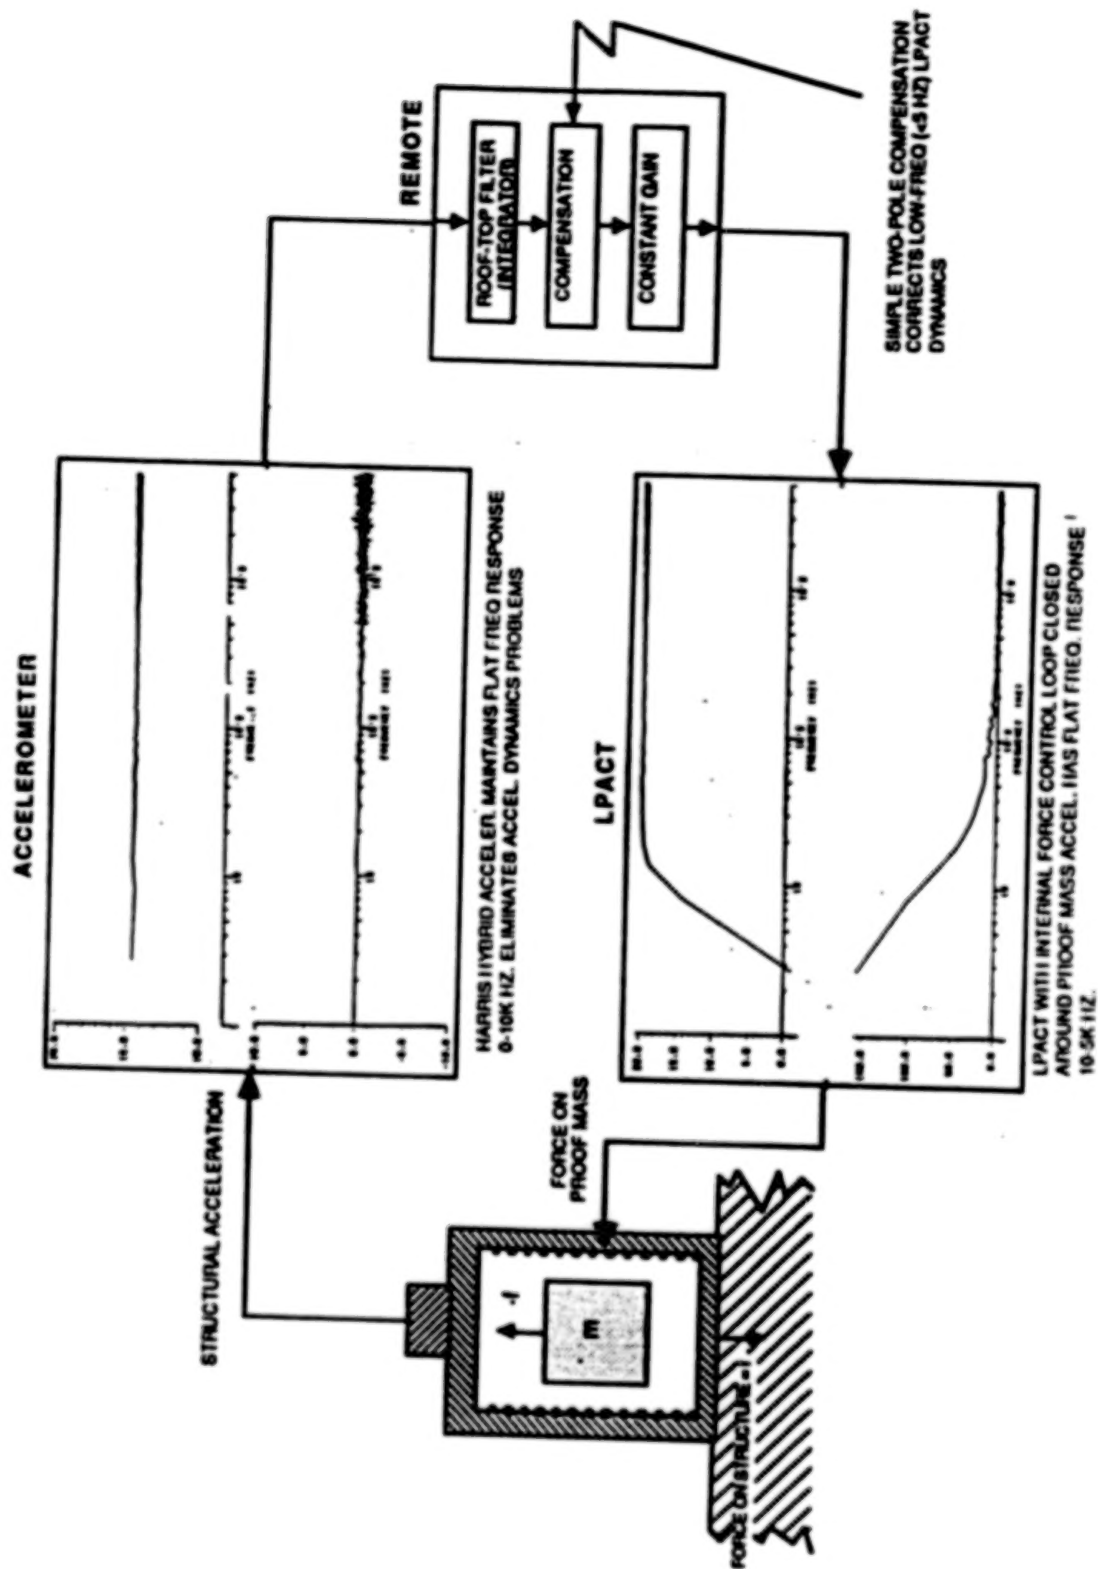 ACCELEROMETER
STRUCTURAL ACCELERATION
HARRIS HYBRID ACCELER. MAINTAINS FLAT FREQ RESPONSE
0-10K HZ. ELIMINATES ACCEL. DYNAMICS PROBLEMS
REMOTE
ROOF-TOP FILTER
(INTEGRATOR)
COMPENSATION
CONSTANT GAIN
SIMPLE TWO-POLE COMPENSATION
CORRECTS LOW-FREQ (<5 HZ) LPACT
DYNAMICS
LPACT
FORCE ON
PROOF MASS
-f
m
FORCE ON STRUCTURE = f
LPACT WITH INTERNAL FORCE CONTROL LOOP CLOSED
AROUND PROOF MASS ACCEL. HAS FLAT FREQ. RESPONSE
10-5K HZ.